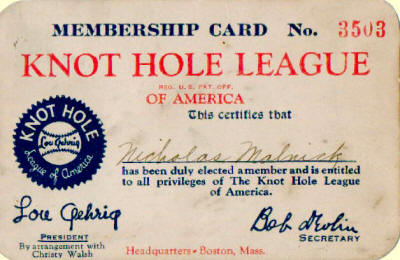 MEMBERSHIP CARD No. 3503
KNOT HOLE LEAGUE
REG. U.S. PAT. OFF.
OF AMERICA
This certifies that
KNOT HOLE
Lou Gehrig
League of America
Nicholas Malnick
has been duly elected a member and is entitled
to all privileges of The Knot Hole League
of America.
Lou Gehrig
PRESIDENT
By arrangement with
Christy Walsh
Bob
SECRETARY
Headquarters - Boston, Mass.